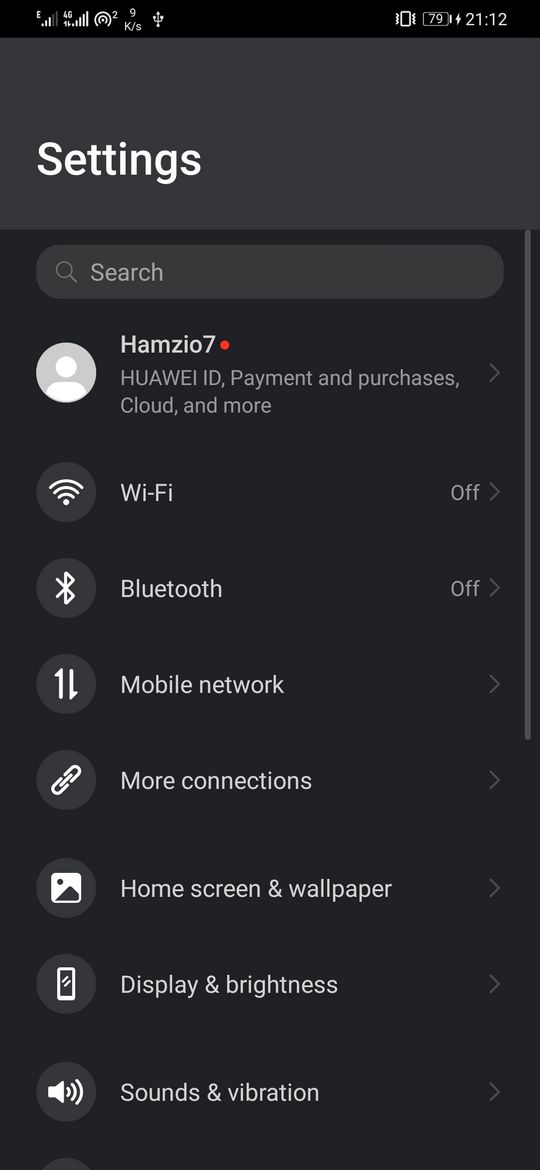 E 4G 2 9 K/s 79 21:12
Settings
Search
Hamzio7
HUAWEI ID, Payment and purchases,
Cloud, and more
Wi-Fi Off
Bluetooth Off
Mobile network
More connections
Home screen & wallpaper
Display & brightness
Sounds & vibration